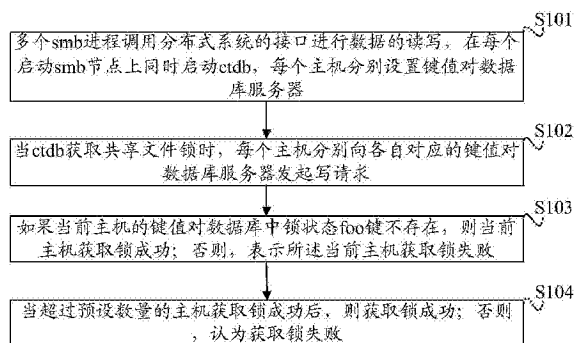 S101
多个smb进程调用分布式系统的接口进行数据的读写，在每个
启动smb节点上同时启动ctdb，每个主机分别设置键值对数据
库服务器
S102
当ctdb获取共享文件锁时，每个主机分别向各自对应的键值对
数据库服务器发起写请求
S103
如果当前主机的键值对数据库中锁状态foo键不存在，则当前
主机获取锁成功；否则，表示所述当前主机获取锁失败
S104
当超过预设数量的主机获取锁成功后，则获取锁成功；否则
，认为获取锁失败